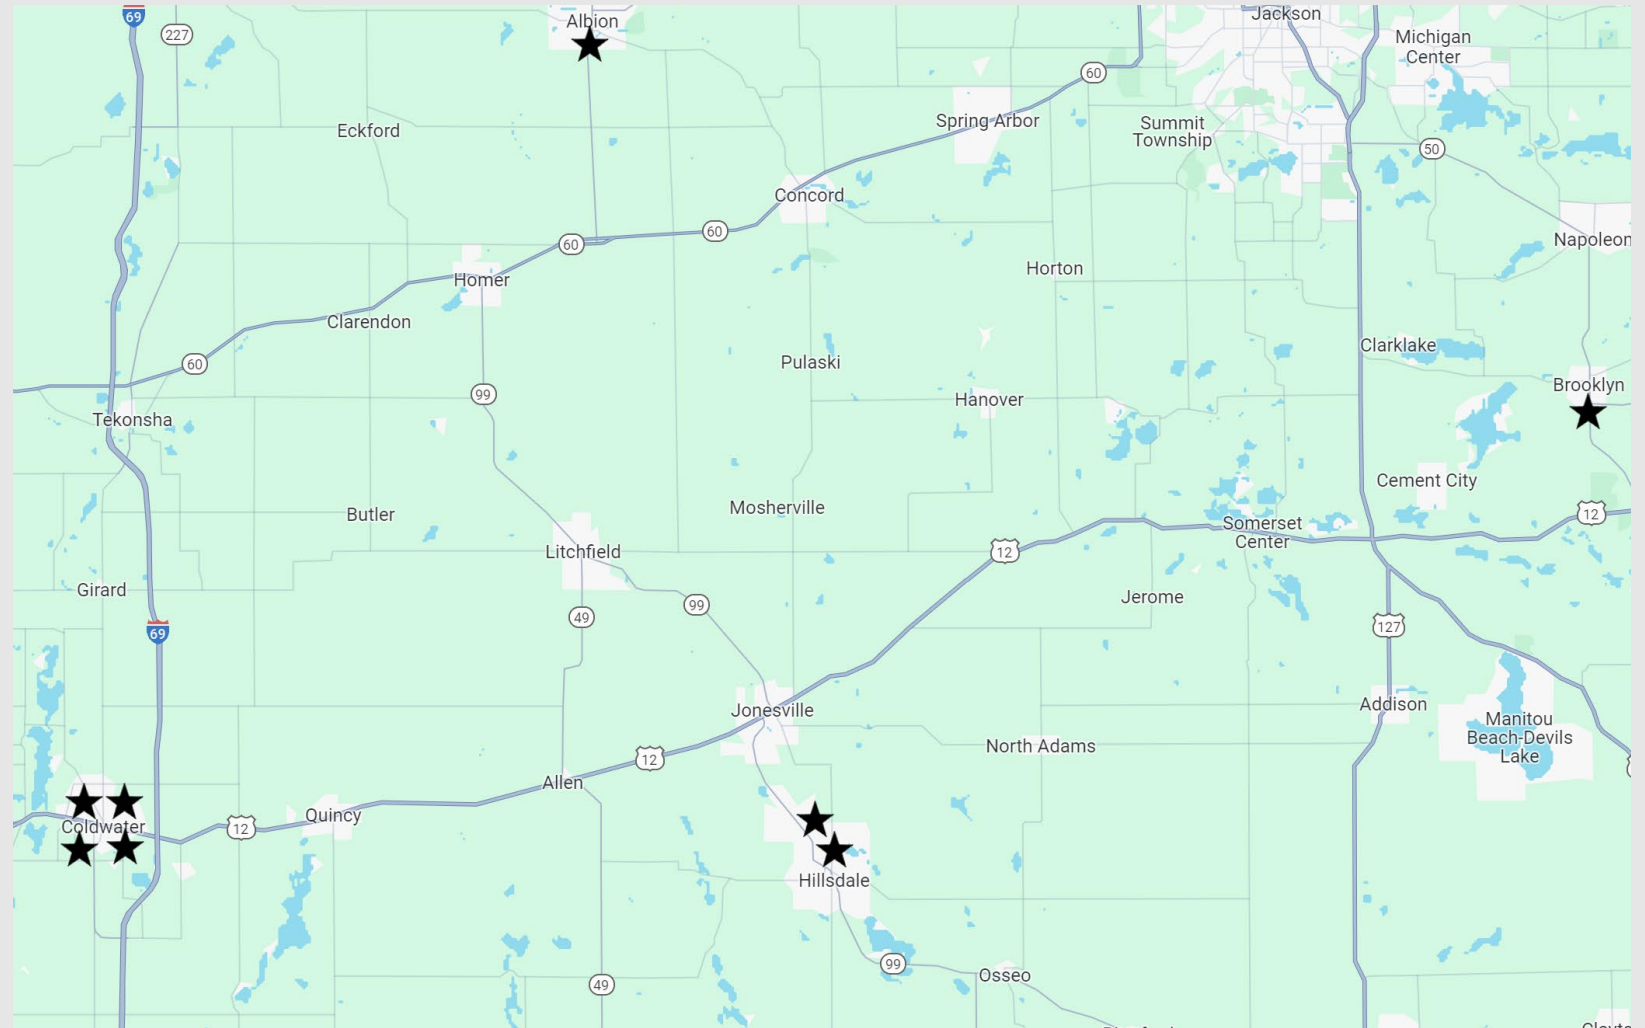 69
227
Albion
Jackson
Michigan
Center
60
Eckford
Spring Arbor
Summit
Township
50
Concord
60
60
Napoleon
Homer
Horton
Clarendon
Clarklake
60
Pulaski
Brooklyn
99
Hanover
Tekonsha
Cement City
Butler
Mosherville
12
Somerset
Center
Litchfield
12
Girard
Jerome
99
49
127
69
Jonesville
Addison
Manitou
Beach-Devils
Lake
North Adams
12
Allen
Quincy
Coldwater
12
Hillsdale
99
Osseo
49